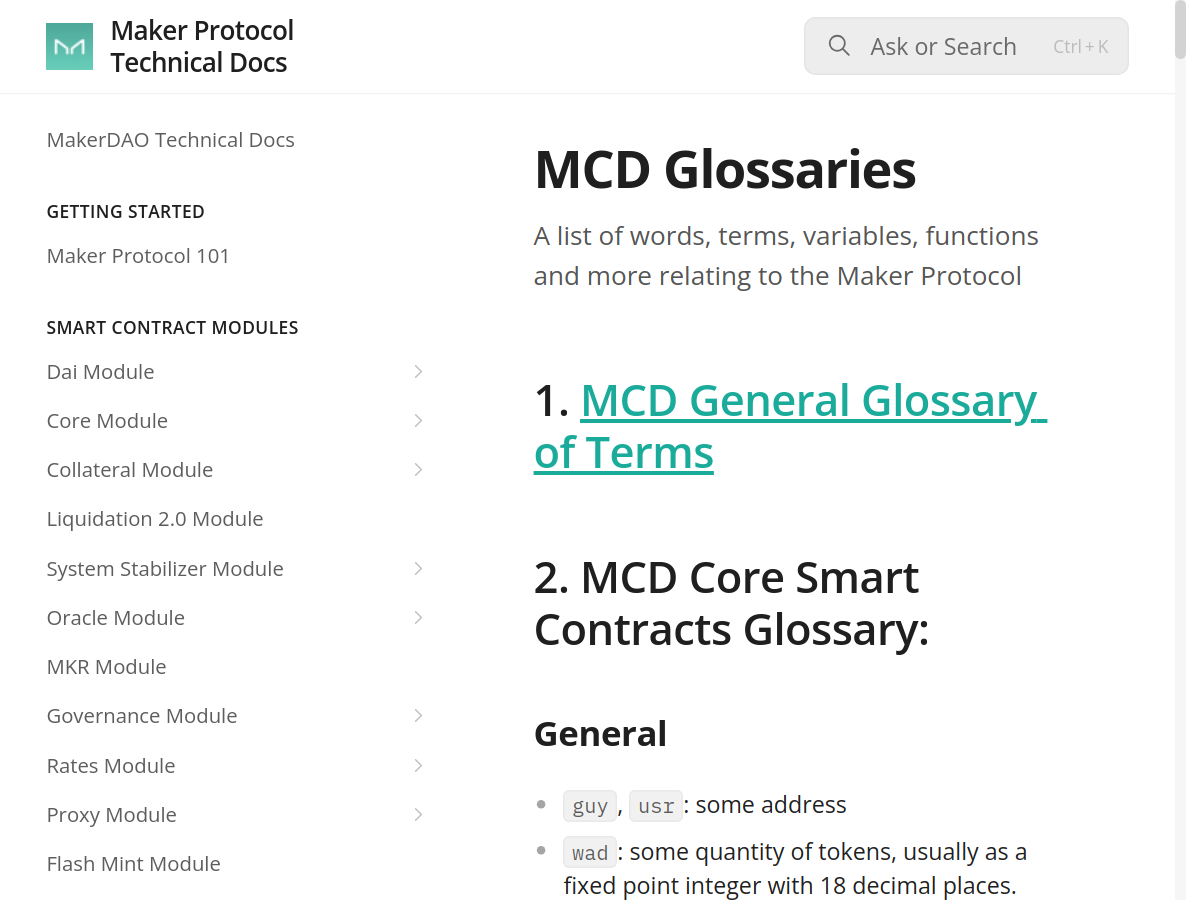 Maker Protocol
Technical Docs
Ask or Search
Ctrl + K
MakerDAO Technical Docs
GETTING STARTED
Maker Protocol 101
SMART CONTRACT MODULES
Dai Module
Core Module
Collateral Module
Liquidation 2.0 Module
System Stabilizer Module
Oracle Module
MKR Module
Governance Module
Rates Module
Proxy Module
Flash Mint Module
MCD Glossaries
A list of words, terms, variables, functions
and more relating to the Maker Protocol
1. MCD General Glossary
of Terms
2. MCD Core Smart
Contracts Glossary:
General
guy, usr: some address
wad: some quantity of tokens, usually as a
fixed point integer with 18 decimal places.